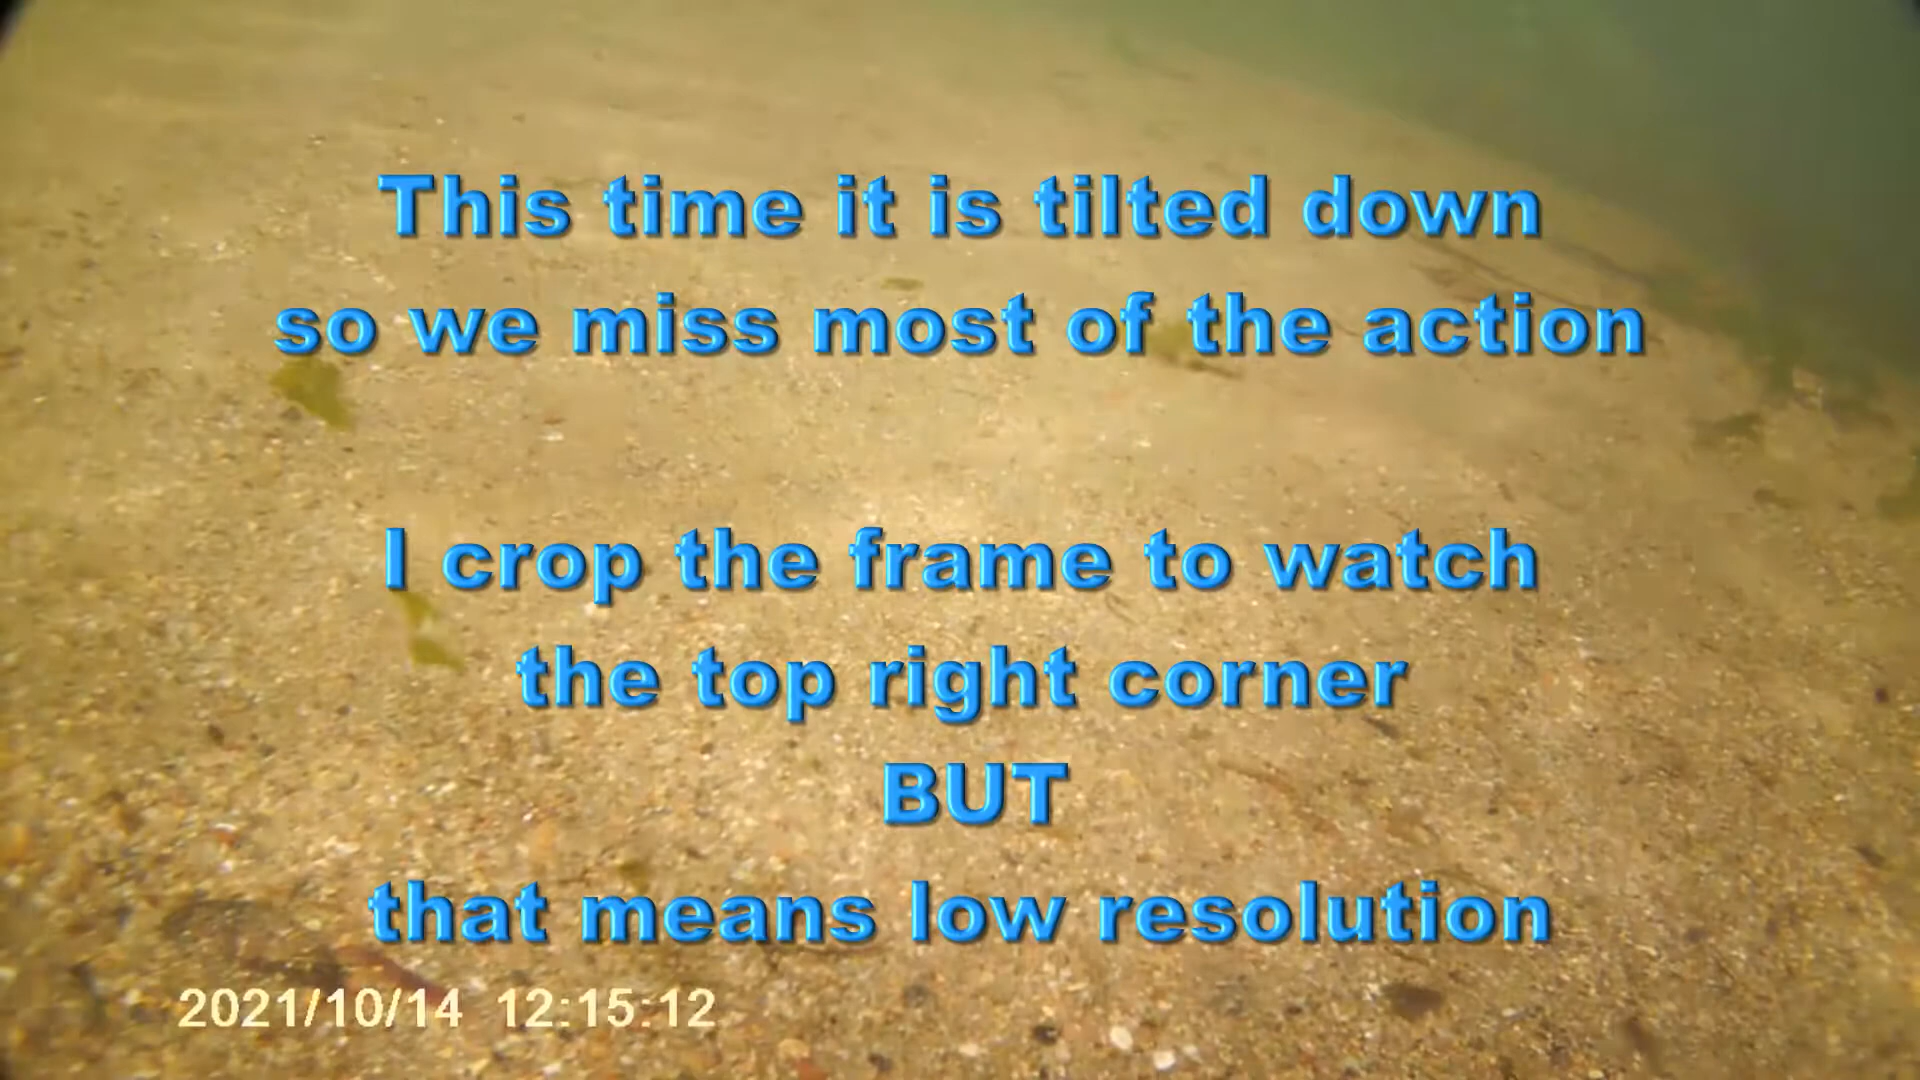 This time it is tilted down
so we miss most of the action
I crop the frame to watch
the top right corner
BUT
that means low resolution
2021/10/14 12:15:12